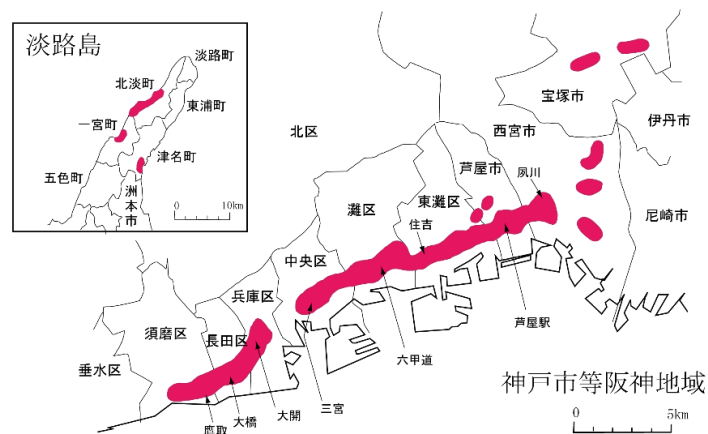 淡路島
淡路町
北淡町
東浦町
一宮町
津名町
五色町
洲本市
0 10km
宝塚市
伊丹市
北区
西宮市
芦屋市
夙川
尼崎市
灘区
東灘区
住吉
中央区
兵庫区
須磨区
長田区
垂水区
芦屋駅
六甲道
三宮
大開
大橋
鷹取
神戸市等阪神地域
0 5km